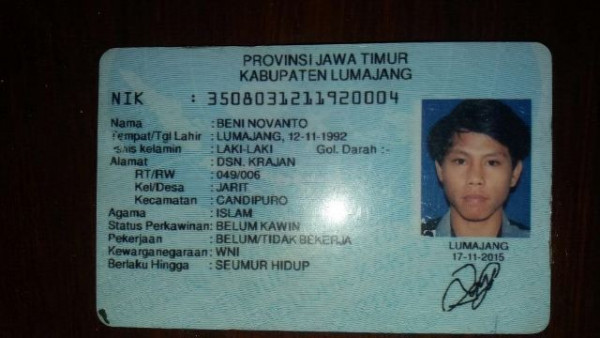 PROVINSI JAWA TIMUR
KABUPATEN LUMAJANG
NIK : 3508031211920004
Nama : BENI NOVANTO
Tempat/Tgl Lahir : LUMAJANG, 12-11-1992
Jenis kelamin : LAKI-LAKI Gol. Darah :-
Alamat : DSN. KRAJAN
RT/RW : 049/006
Kel/Desa : JARIT
Kecamatan : CANDIPURO
Agama : ISLAM
Status Perkawinan: BELUM KAWIN
Pekerjaan : BELUM/TIDAK BEKERJA
Kewarganegaraan: WNI
Berlaku Hingga : SEUMUR HIDUP
LUMAJANG
17-11-2015